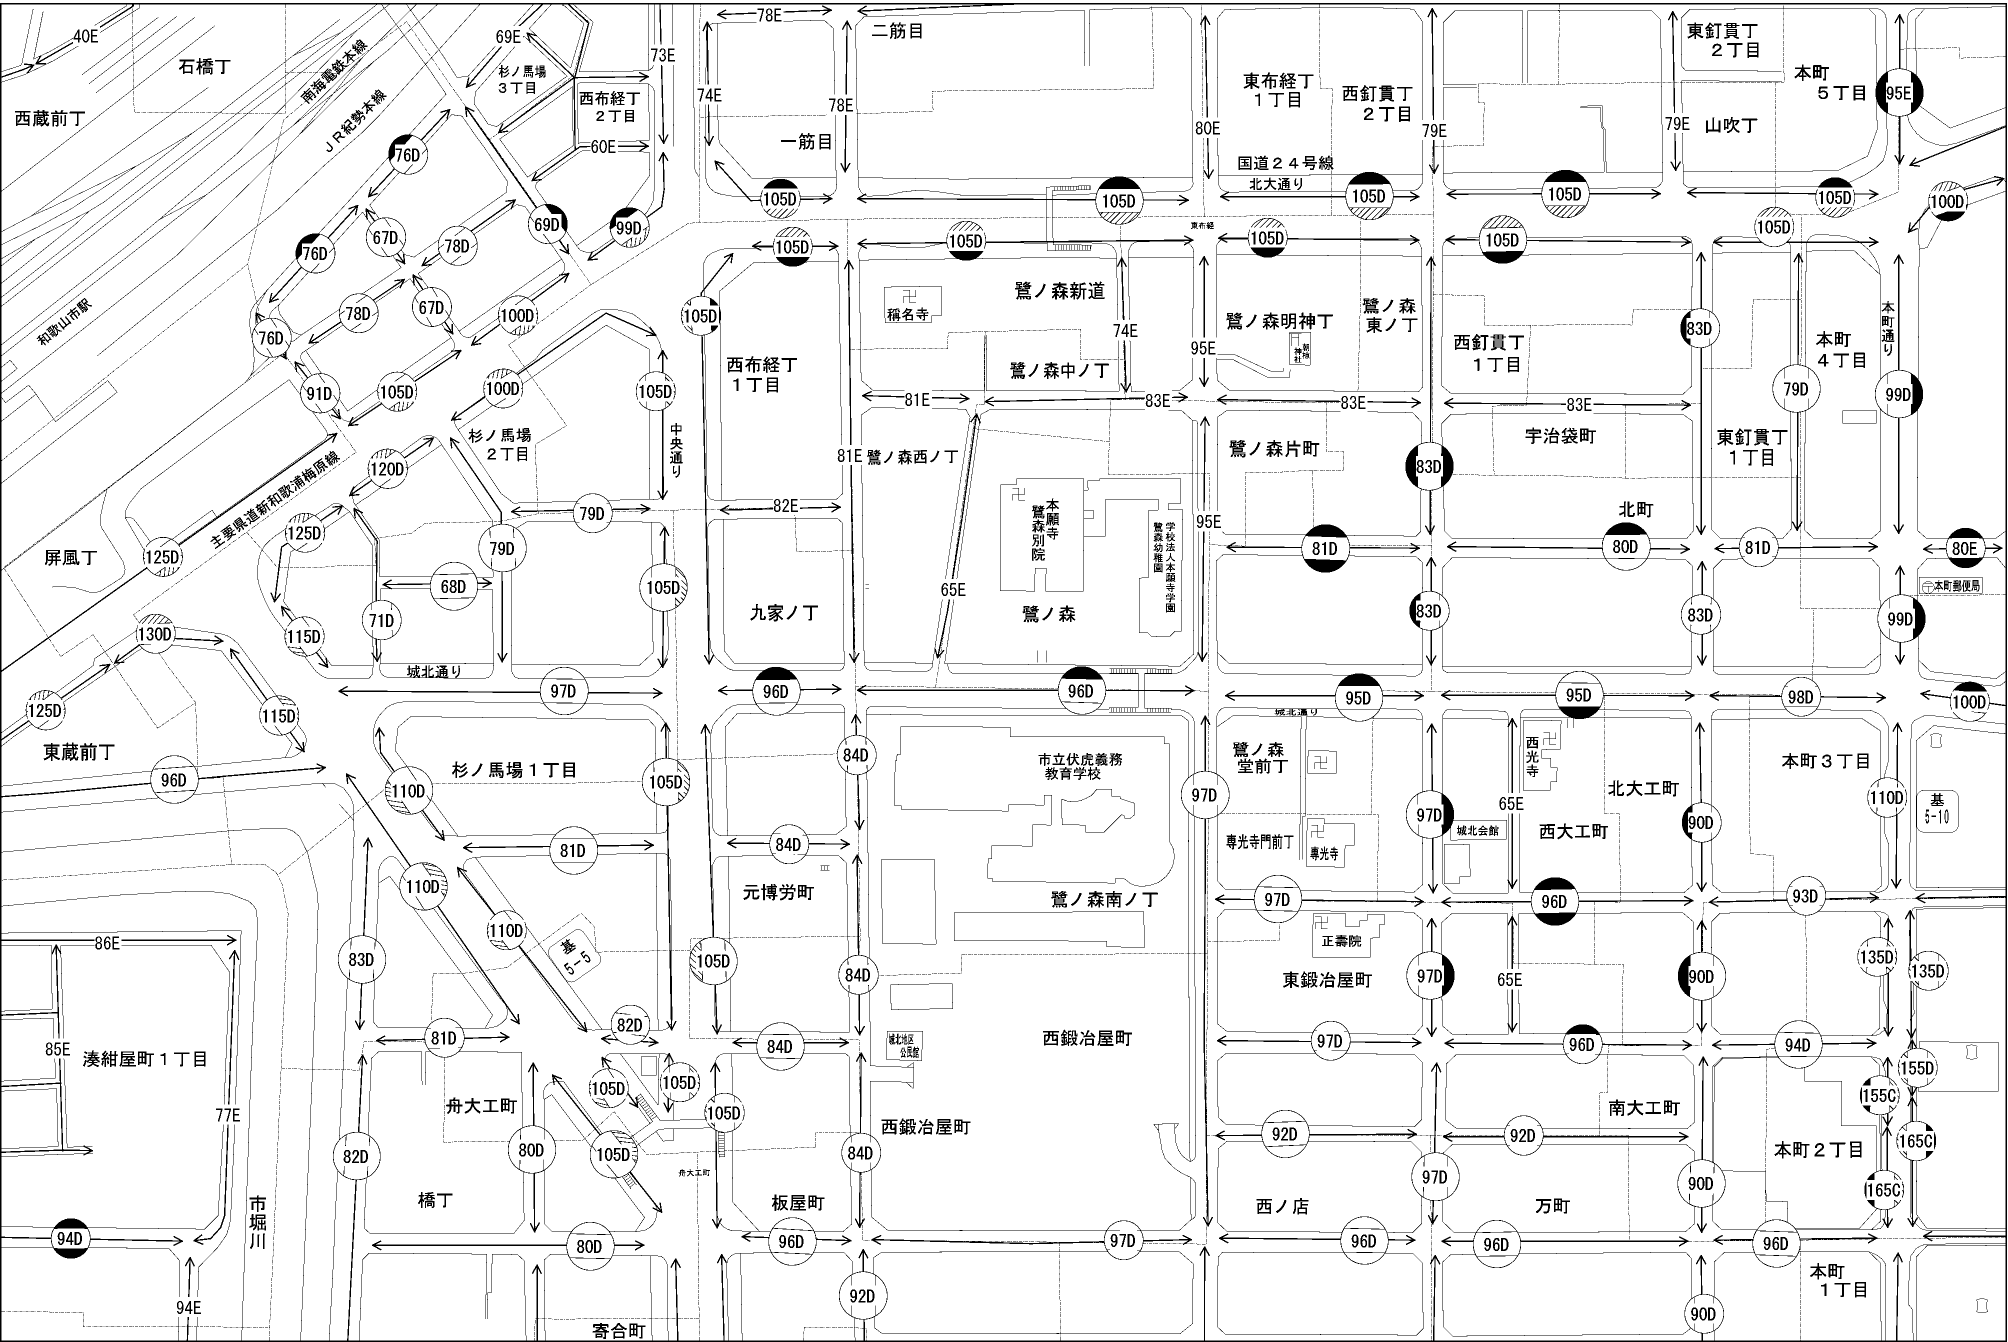 78E
二筋目
40E
69E
73E
石橋丁
南海電鉄本線
杉ノ馬場
3丁目
東釘貫丁
2丁目
西布経丁
2丁目
74E
78E
東布経丁
1丁目
西釘貫丁
2丁目
本町
5丁目
95E
西蔵前丁
JR紀勢本線
80E
79E
79E
山吹丁
76D
60E
一筋目
国道24号線
北大通り
105D
105D
105D
105D
105D
100D
67D
78D
69D
99D
東布経
76D
105D
105D
105D
105D
105D
和歌山市駅
78D
67D
100D
105D
稱名寺
鷺ノ森新道
鷺ノ森明神丁
鷺ノ森
東ノ丁
83D
本町通り
76D
74E
95E
朝椋
神社
西釘貫丁
1丁目
本町
4丁目
91D
105D
100D
105D
西布経丁
1丁目
鷺ノ森中ノ丁
79D
99D
81E
83E
83E
83E
杉ノ馬場
2丁目
中央通り
81E
鷺ノ森西ノ丁
鷺ノ森片町
宇治袋町
東釘貫丁
1丁目
120D
83D
主要県道新和歌浦梅原線
79D
82E
本願寺
鷺森別院
学校法人本願寺学園
鷺森幼稚園
95E
北町
125D
125D
屏風丁
79D
81D
80D
81D
80E
68D
105D
65E
本町郵便局
71D
九家ノ丁
鷺ノ森
83D
83D
99D
130D
115D
城北通り
97D
96D
96D
95D
95D
98D
100D
125D
115D
城北通り
東蔵前丁
84D
市立伏虎義務
教育学校
鷺ノ森
堂前丁
西光寺
本町3丁目
96D
杉ノ馬場1丁目
105D
110D
97D
北大工町
110D
基
5-10
65E
97D
城北会館
西大工町
90D
81D
84D
専光寺門前丁
専光寺
110D
元博労町
鷺ノ森南ノ丁
97D
96D
93D
110D
86E
基
5-5
正壽院
83D
105D
84D
東鍛冶屋町
97D
65E
90D
135D
135D
82D
81D
84D
城北地区
公民館
西鍛冶屋町
97D
96D
94D
85E
湊紺屋町1丁目
105D
105D
155D
155C
77E
舟大工町
105D
西鍛冶屋町
南大工町
92D
92D
165C
82D
80D
105D
84D
本町2丁目
舟大工町
97D
90D
165C
橋丁
板屋町
西ノ店
万町
市堀川
94D
80D
96D
97D
96D
96D
96D
本町
1丁目
94E
92D
90D
寄合町